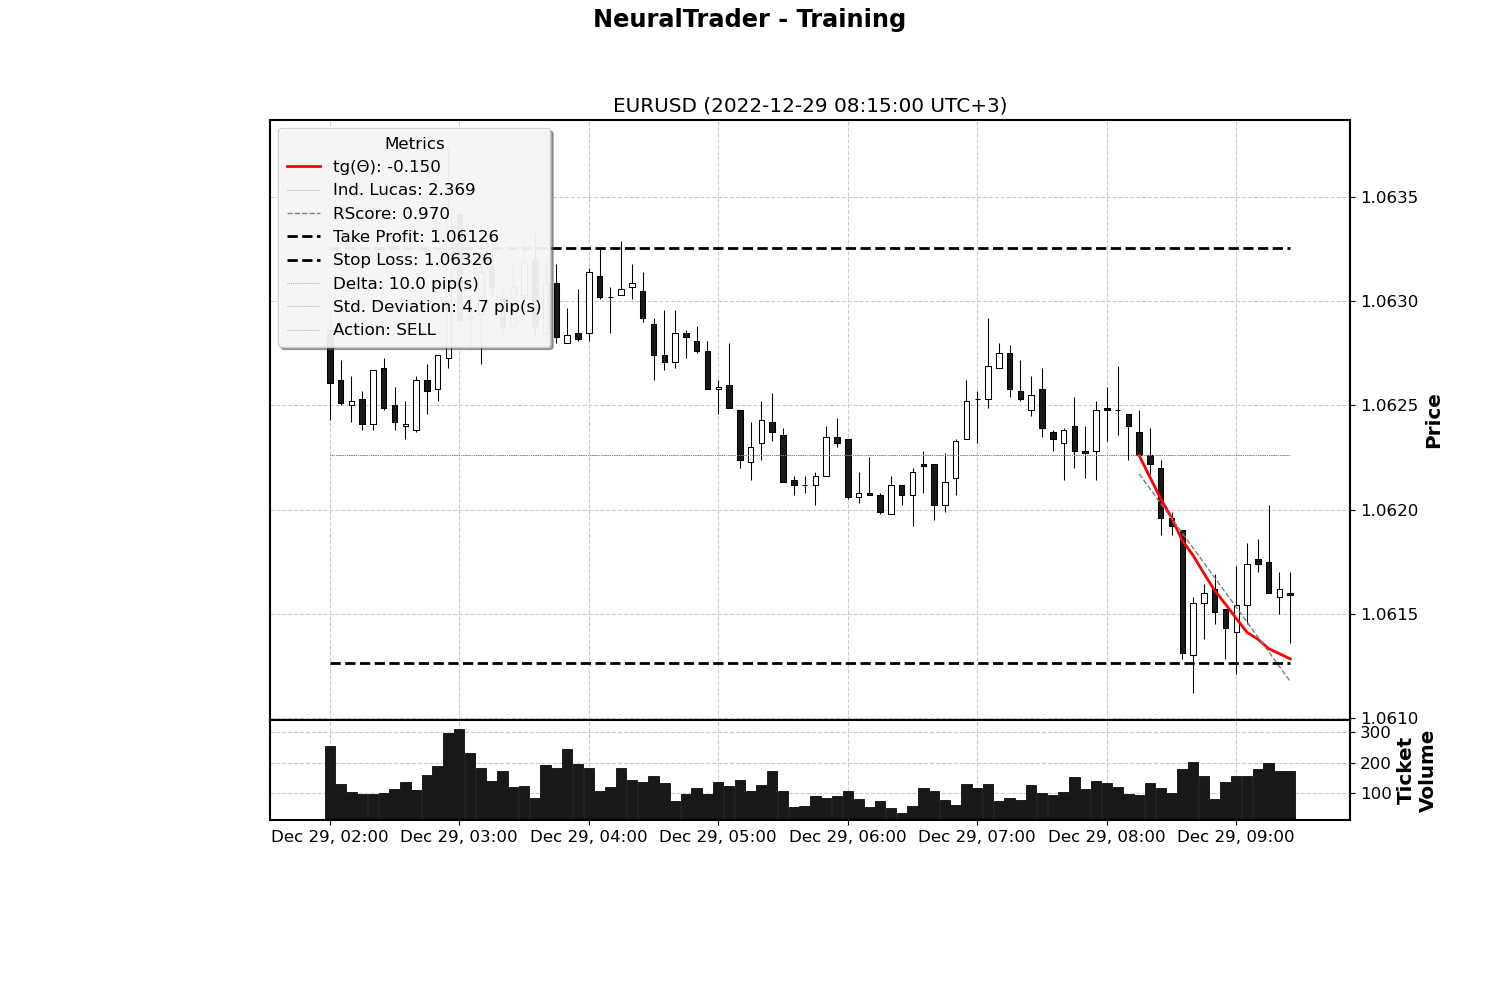 NeuralTrader - Training
EURUSD (2022-12-29 08:15:00 UTC+3)
Metrics
tg(Θ): -0.150
Ind. Lucas: 2.369
RScore: 0.970
Take Profit: 1.06126
Stop Loss: 1.06326
Delta: 10.0 pip(s)
Std. Deviation: 4.7 pip(s)
Action: SELL
1.0635
1.0630
1.0625
1.0620
1.0615
1.0610
Price
300
200
100
Ticket
Volume
Dec 29, 02:00 Dec 29, 03:00 Dec 29, 04:00 Dec 29, 05:00 Dec 29, 06:00 Dec 29, 07:00 Dec 29, 08:00 Dec 29, 09:00